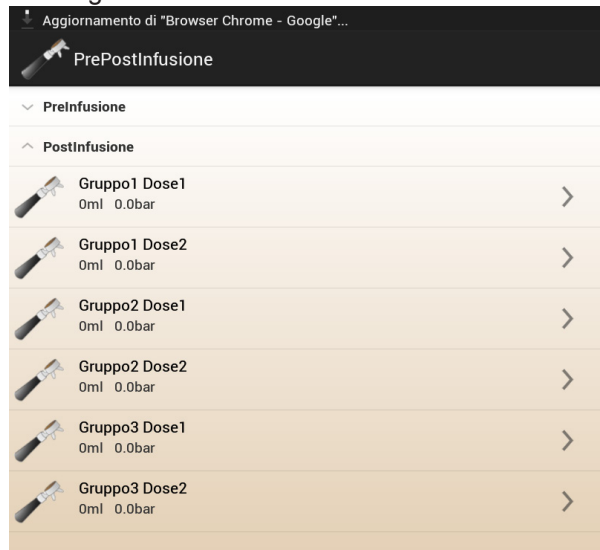 Aggiornamento di "Browser Chrome - Google"...
PrePostInfusione
PreInfusione
PostInfusione
Gruppo1 Dose1
0ml 0.0bar
Gruppo1 Dose2
0ml 0.0bar
Gruppo2 Dose1
0ml 0.0bar
Gruppo2 Dose2
0ml 0.0bar
Gruppo3 Dose1
0ml 0.0bar
Gruppo3 Dose2
0ml 0.0bar